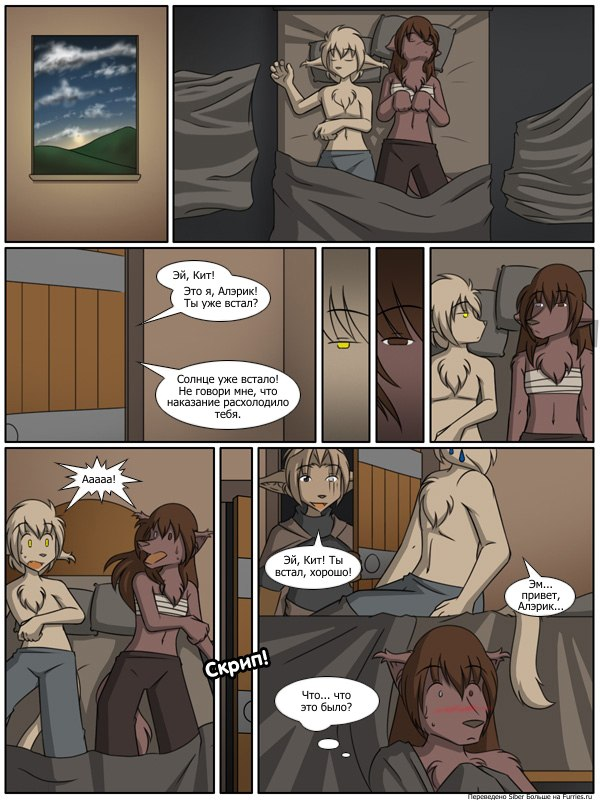 Эй, Кит!
Это я, Алэрик!
Ты уже встал?
Солнце уже встало!
Не говори мне, что
наказание расхолодило
тебя.
Ааааа!
Скрип!
Эй, Кит! Ты
встал, хорошо!
Эм...
привет,
Алэрик...
Что... что
это было?
Переведено Siber Больше на Furries.ru